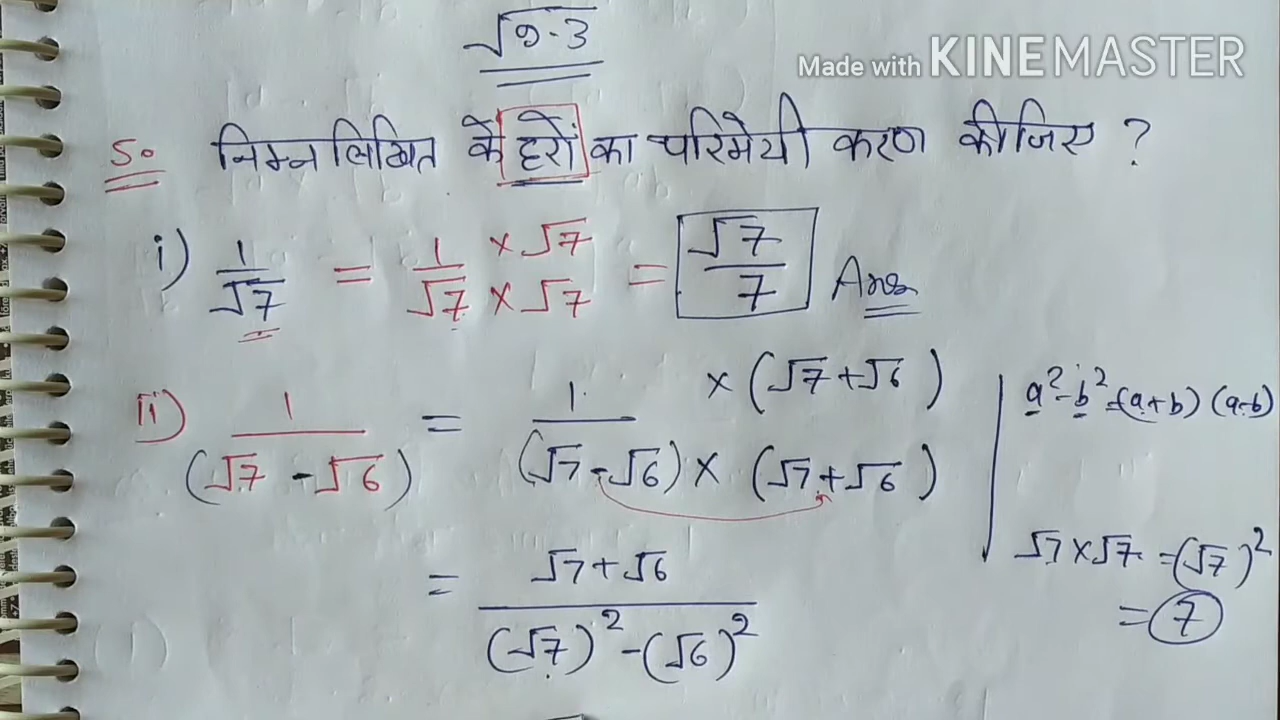 √9.3
Made with KINEMASTER
5० निम्नलिखित के हरों का परिमेयी करण कीजिए ?
i) 1/√7 = 1/√7 × √7/× √7 = √7/7 Ans
ii) 1/(√7 - √6) = 1/(√7 - √6) × (√7 + √6)/× (√7 + √6)
a² - b² = (a + b) (a - b)
= √7 + √6/(√7)² - (√6)²
√7 × √7 = (√7)²
= 7